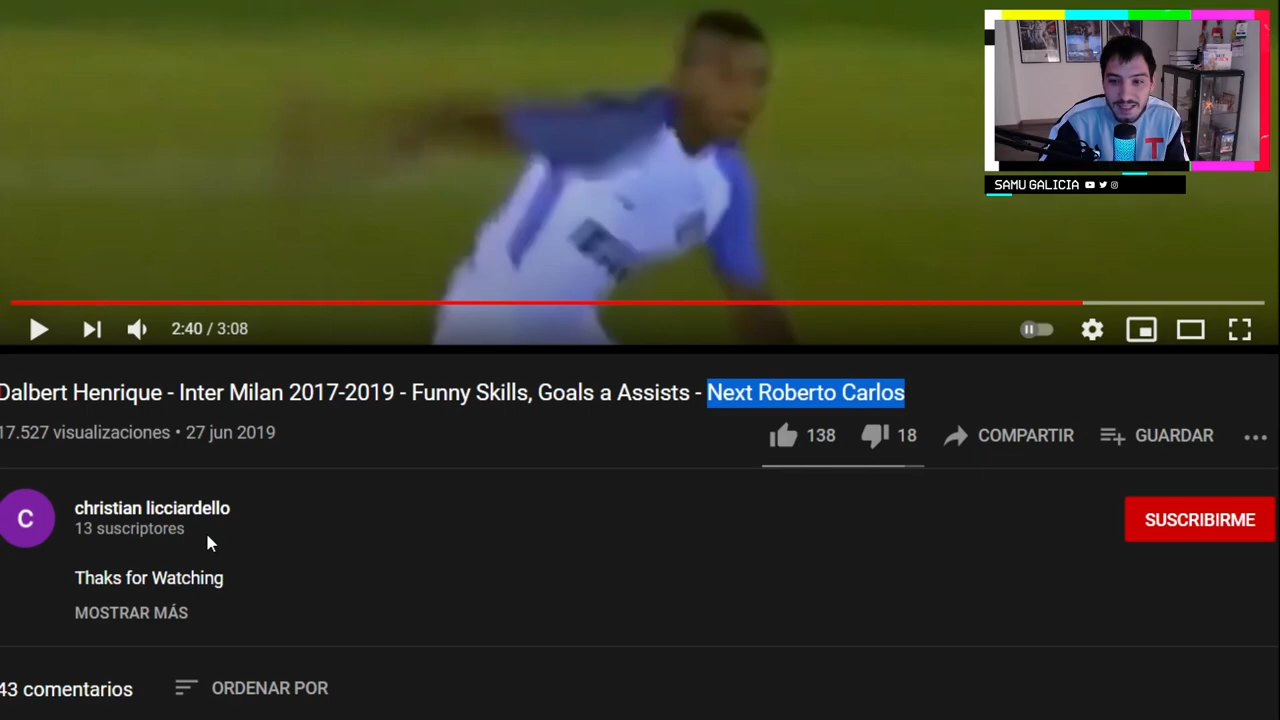 SAMU GALICIA
2:40 / 3:08
Dalbert Henrique - Inter Milan 2017-2019 - Funny Skills, Goals a Assists - Next Roberto Carlos
17.527 visualizaciones • 27 jun 2019
138
18
COMPARTIR
GUARDAR
C
christian licciardello
13 suscriptores
SUSCRIBIRME
Thaks for Watching
MOSTRAR MÁS
43 comentarios
ORDENAR POR